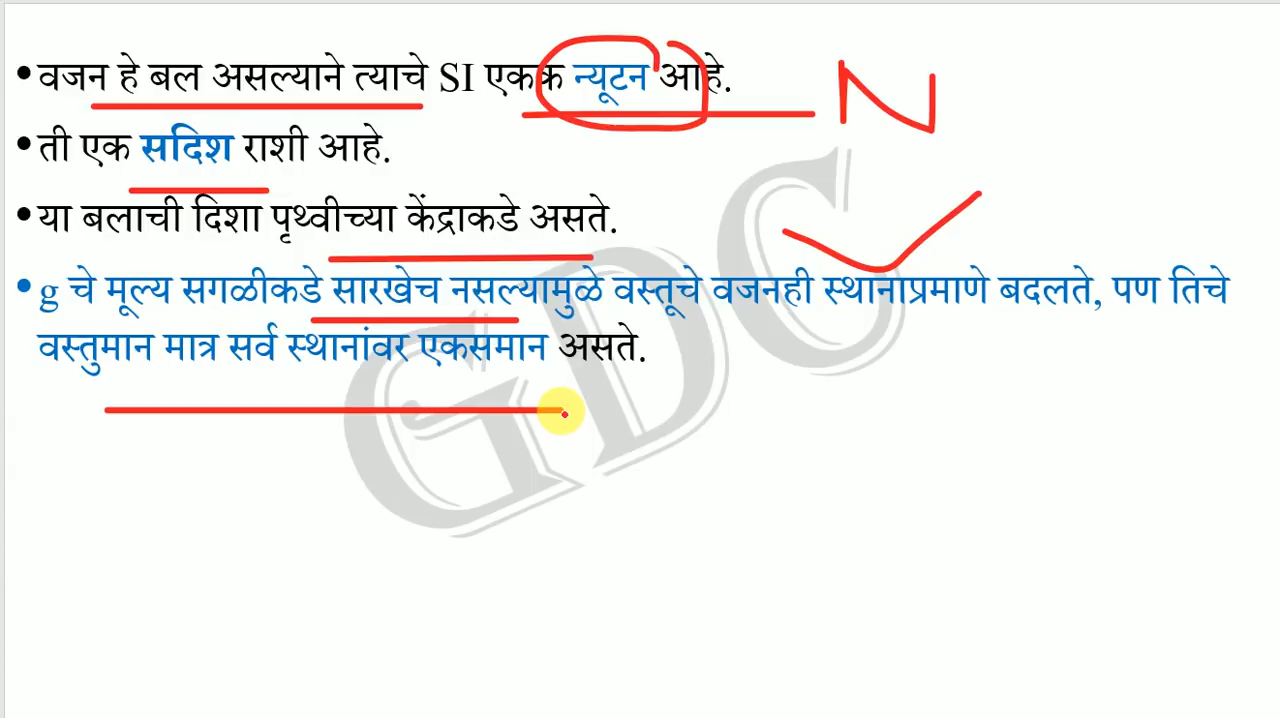 • वजन हे बल असल्याने त्याचे SI एकक न्यूटन आहे. N
• ती एक सदिश राशी आहे.
• या बलाची दिशा पृथ्वीच्या केंद्राकडे असते.
• g चे मूल्य सगळीकडे सारखेच नसल्यामुळे वस्तूचे वजनही स्थानाप्रमाणे बदलते, पण तिचे
वस्तुमान मात्र सर्व स्थानांवर एकसमान असते.
GDC